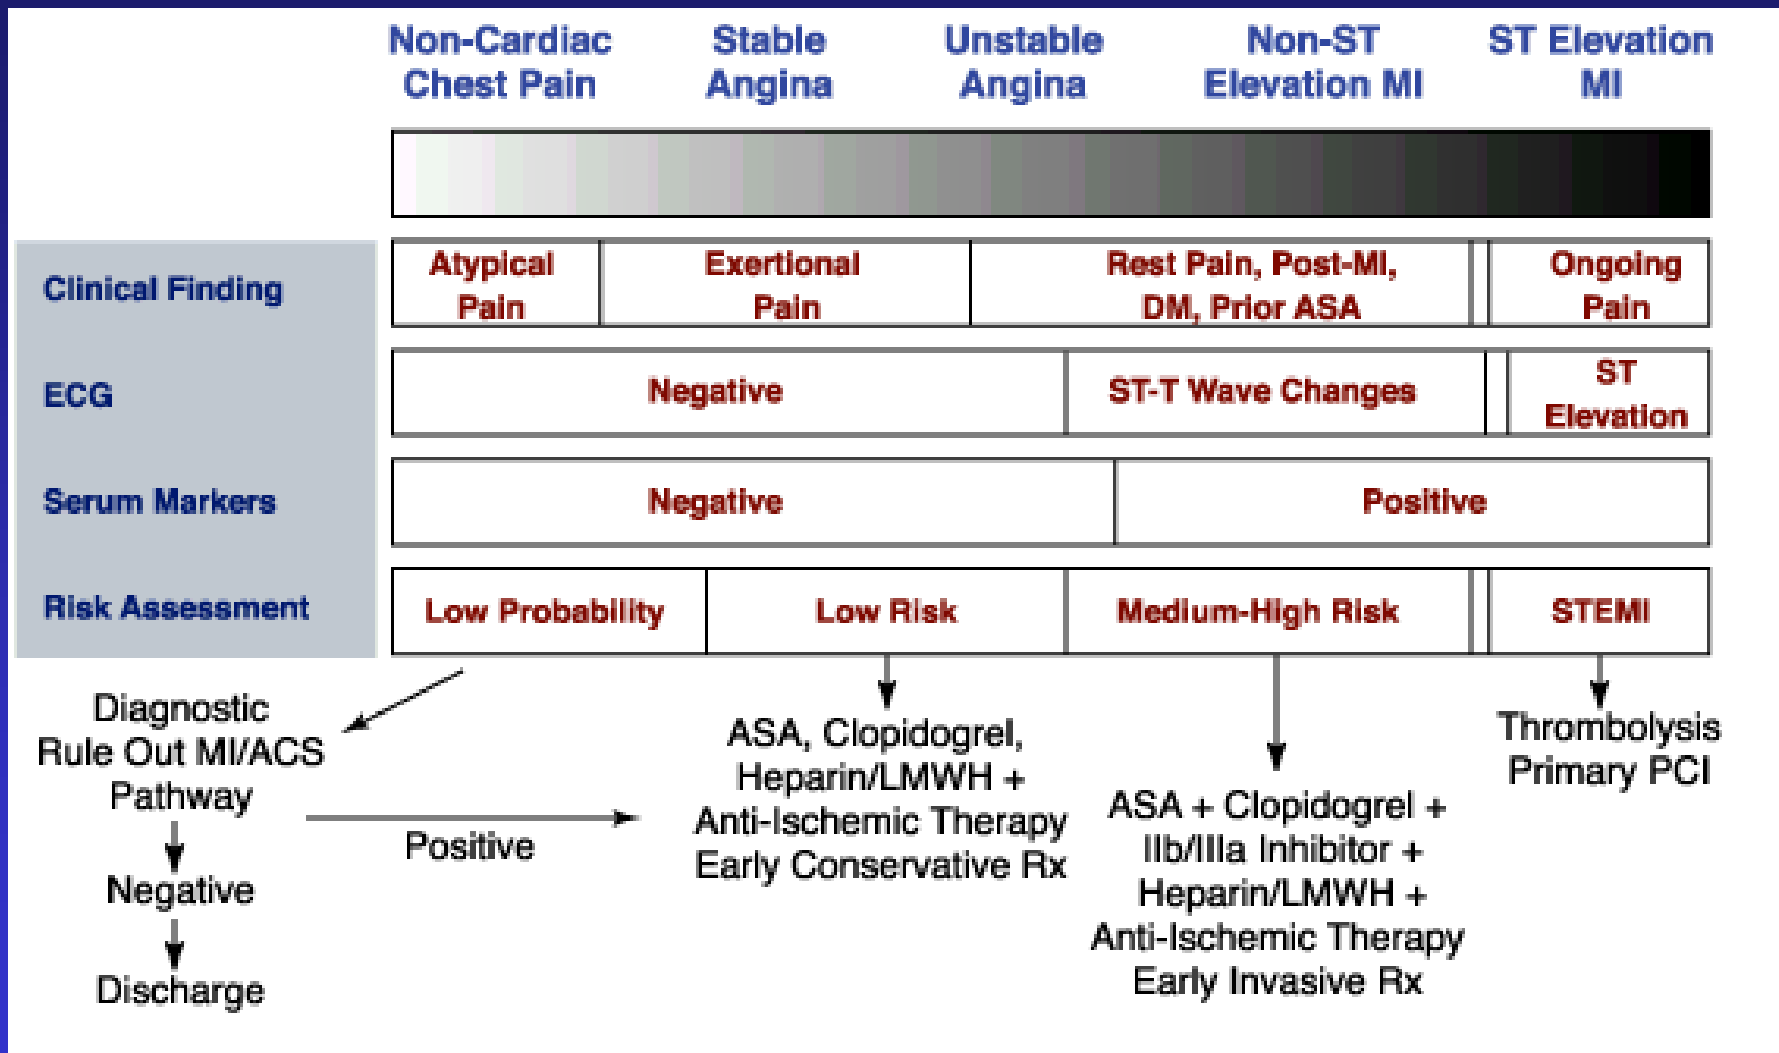 Non-Cardiac
Chest Pain
Stable
Angina
Unstable
Angina
Non-ST
Elevation MI
ST Elevation
MI
Clinical Finding
Atypical
Pain
Exertional
Pain
Rest Pain, Post-MI,
DM, Prior ASA
Ongoing
Pain
ECG
Negative
ST-T Wave Changes
ST
Elevation
Serum Markers
Negative
Positive
Risk Assessment
Low Probability
Low Risk
Medium-High Risk
STEMI
Diagnostic
Rule Out MI/ACS
Pathway
Positive
Negative
Discharge
ASA, Clopidogrel,
Heparin/LMWH +
Anti-Ischemic Therapy
Early Conservative Rx
ASA + Clopidogrel +
IIb/IIIa Inhibitor +
Heparin/LMWH +
Anti-Ischemic Therapy
Early Invasive Rx
Thrombolysis
Primary PCI